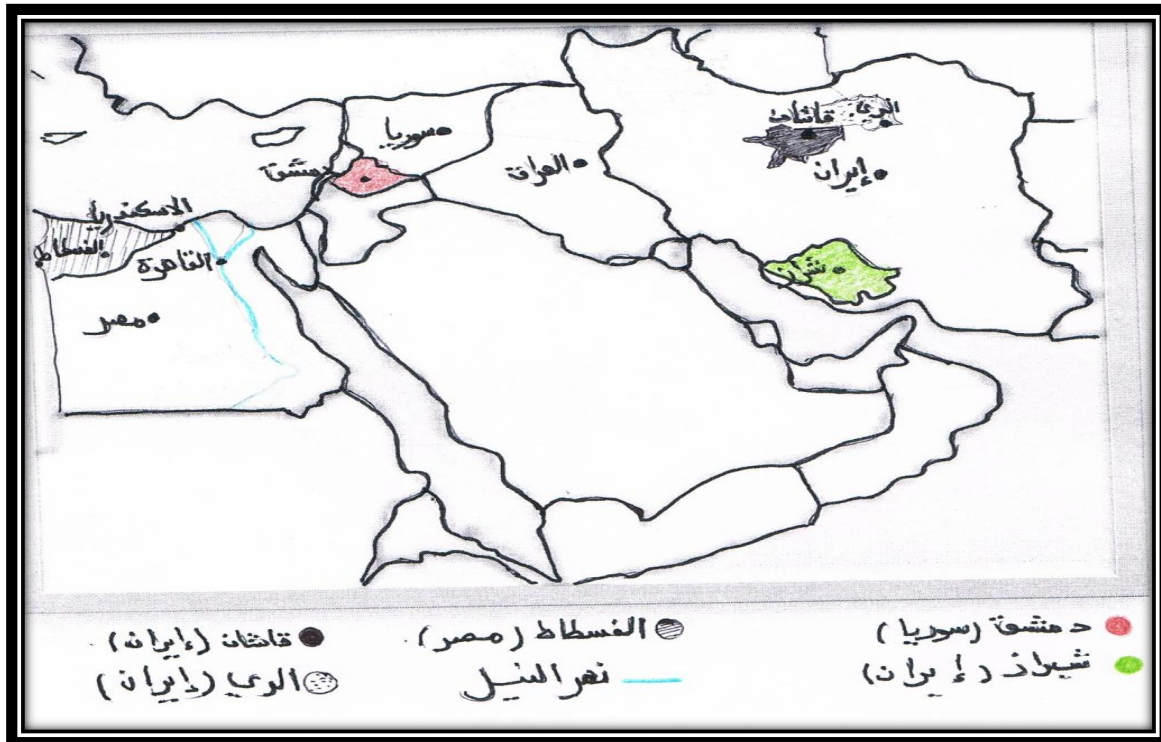 الري
قاشان
سوريا
دمشق
العراق
إيران
الاسكندرية
الفسطاط
القاهرة
شيراز
مصر
دمشق (سوريا)
الفسطاط (مصر)
قاشان (إيران)
شيراز (إيران)
نهر النيل
الري (إيران)